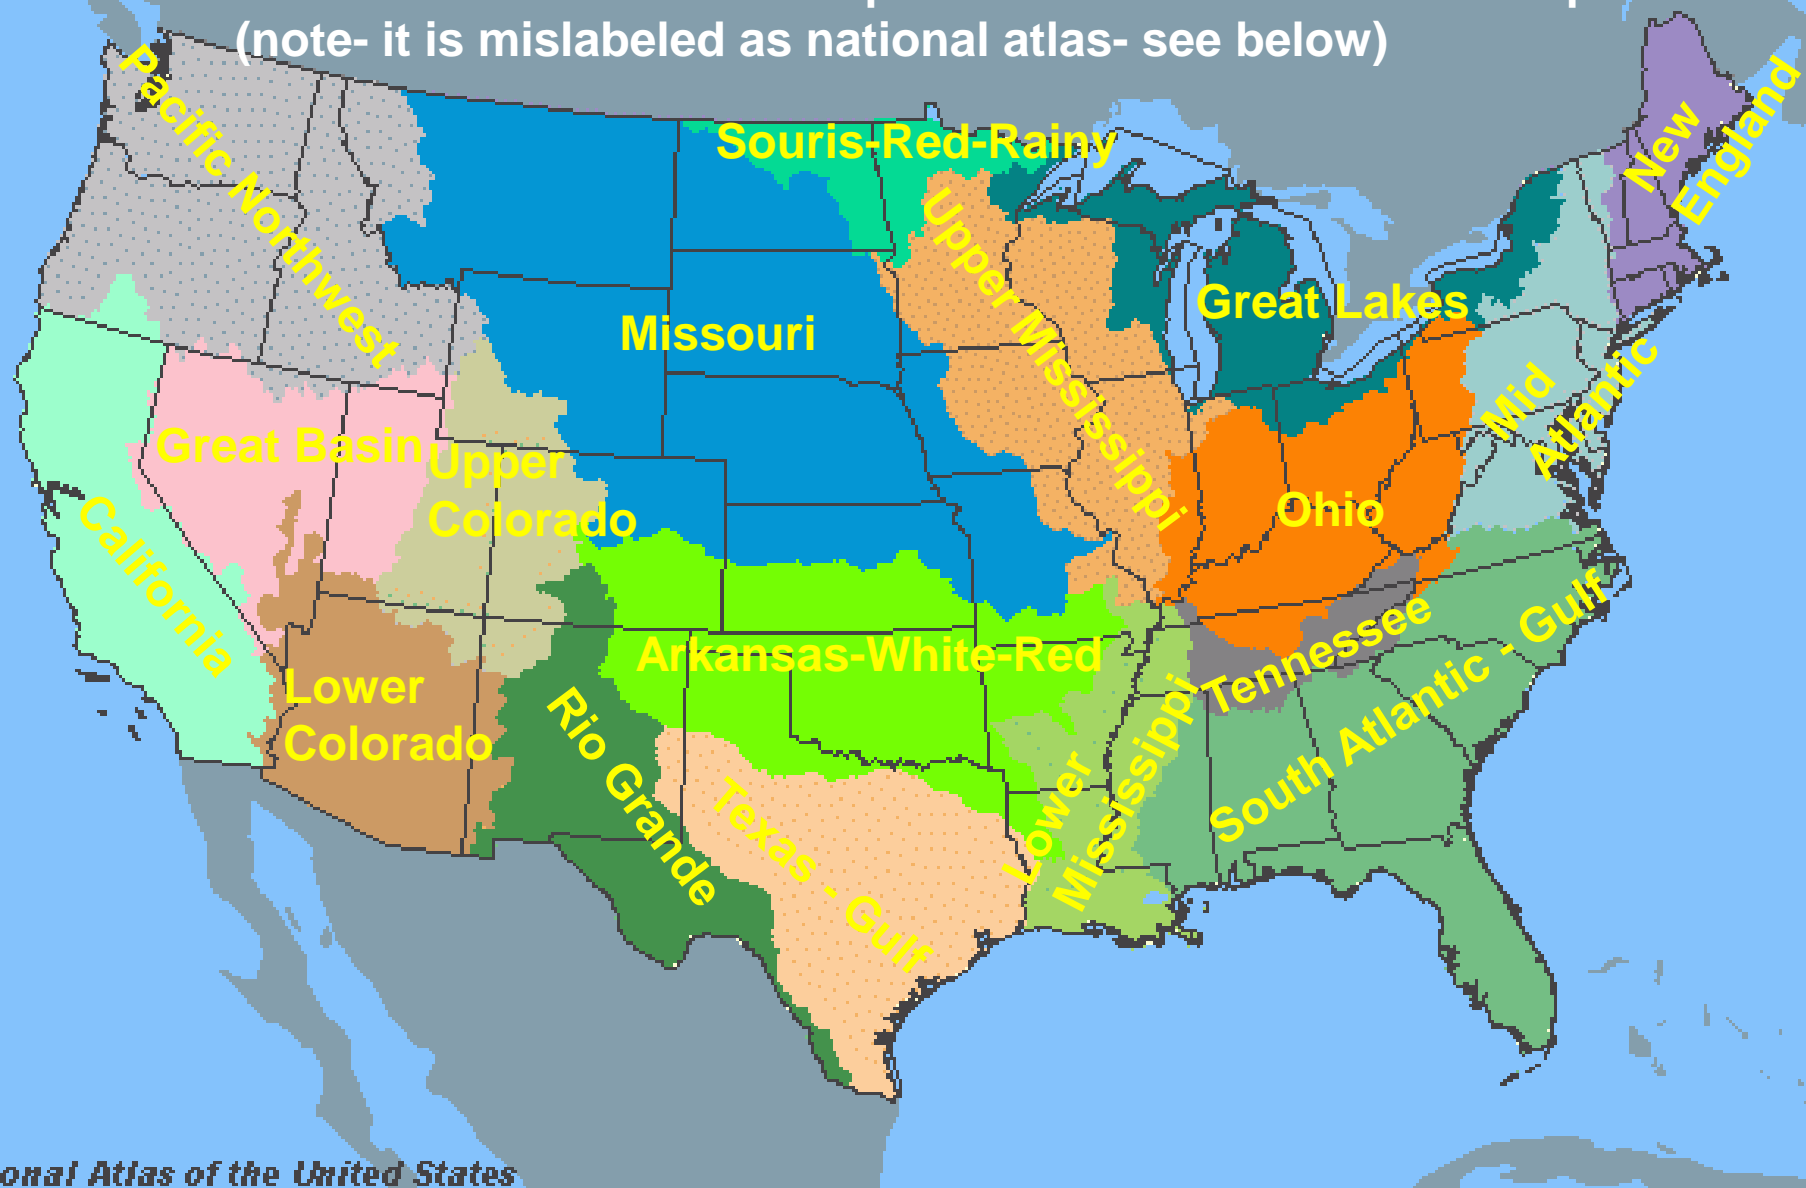 (note- it is mislabeled as national atlas- see below)
Pacific Northwest
Souris-Red-Rainy
New
England
Upper Mississippi
Great Lakes
Missouri
Mid
Atlantic
Great Basin
Upper
Colorado
California
Ohio
Tennessee
South Atlantic - Gulf
Arkansas-White-Red
Lower
Colorado
Rio Grande
Texas - Gulf
Lower
Mississippi
onal Atlas of the United States